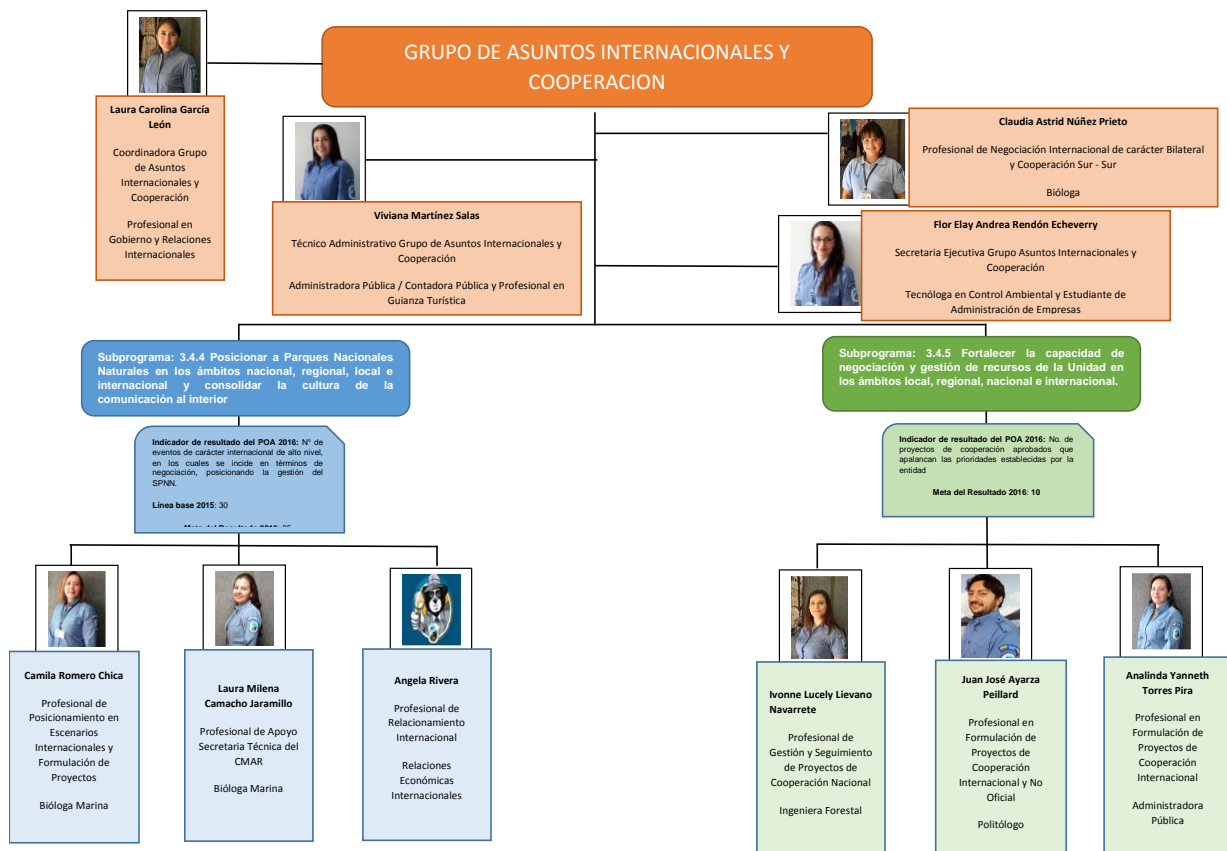 GRUPO DE ASUNTOS INTERNACIONALES Y
COOPERACION
Laura Carolina García
León
Coordinadora Grupo
de Asuntos
Internacionales y
Cooperación
Profesional en
Gobierno y Relaciones
Internacionales
Viviana Martínez Salas
Técnico Administrativo Grupo de Asuntos Internacionales y
Cooperación
Administradora Pública / Contadora Pública y Profesional en
Guianza Turística
Claudia Astrid Núñez Prieto
Profesional de Negociación Internacional de carácter Bilateral
y Cooperación Sur - Sur
Bióloga
Flor Elay Andrea Rendón Echeverry
Secretaria Ejecutiva Grupo Asuntos Internacionales y
Cooperación
Tecnóloga en Control Ambiental y Estudiante de
Administración de Empresas
Subprograma: 3.4.4 Posicionar a Parques Nacionales
Naturales en los ámbitos nacional, regional, local e
internacional y consolidar la cultura de la
comunicación al interior
Indicador de resultado del POA 2016: N° de
eventos de carácter internacional de alto nivel,
en los cuales se incide en términos de
negociación, posicionando la gestión del
SPNN.
Línea base 2015: 30
Meta del Resultado 2016:
Camila Romero Chica
Profesional de
Posicionamiento en
Escenarios
Internacionales y
Formulación de
Proyectos
Bióloga Marina
Laura Milena
Camacho Jaramillo
Profesional de Apoyo
Secretaria Técnica del
CMAR
Bióloga Marina
Angela Rivera
Profesional de
Relacionamiento
Internacional
Relaciones
Económicas
Internacionales
Subprograma: 3.4.5 Fortalecer la capacidad de
negociación y gestión de recursos de la Unidad en
los ámbitos local, regional, nacional e internacional.
Indicador de resultado del POA 2016: No. de
proyectos de cooperación aprobados que
apalancan las prioridades establecidas por la
entidad
Meta del Resultado 2016: 10
Ivonne Lucely Lievano
Navarrete
Profesional de
Gestión y Seguimiento
de Proyectos de
Cooperación Nacional
Ingeniera Forestal
Juan José Ayarza
Peillard
Profesional en
Formulación de
Proyectos de
Cooperación
Internacional y No
Oficial
Politólogo
Analinda Yanneth
Torres Pira
Profesional en
Formulación de
Proyectos de
Cooperación
Internacional
Administradora
Pública